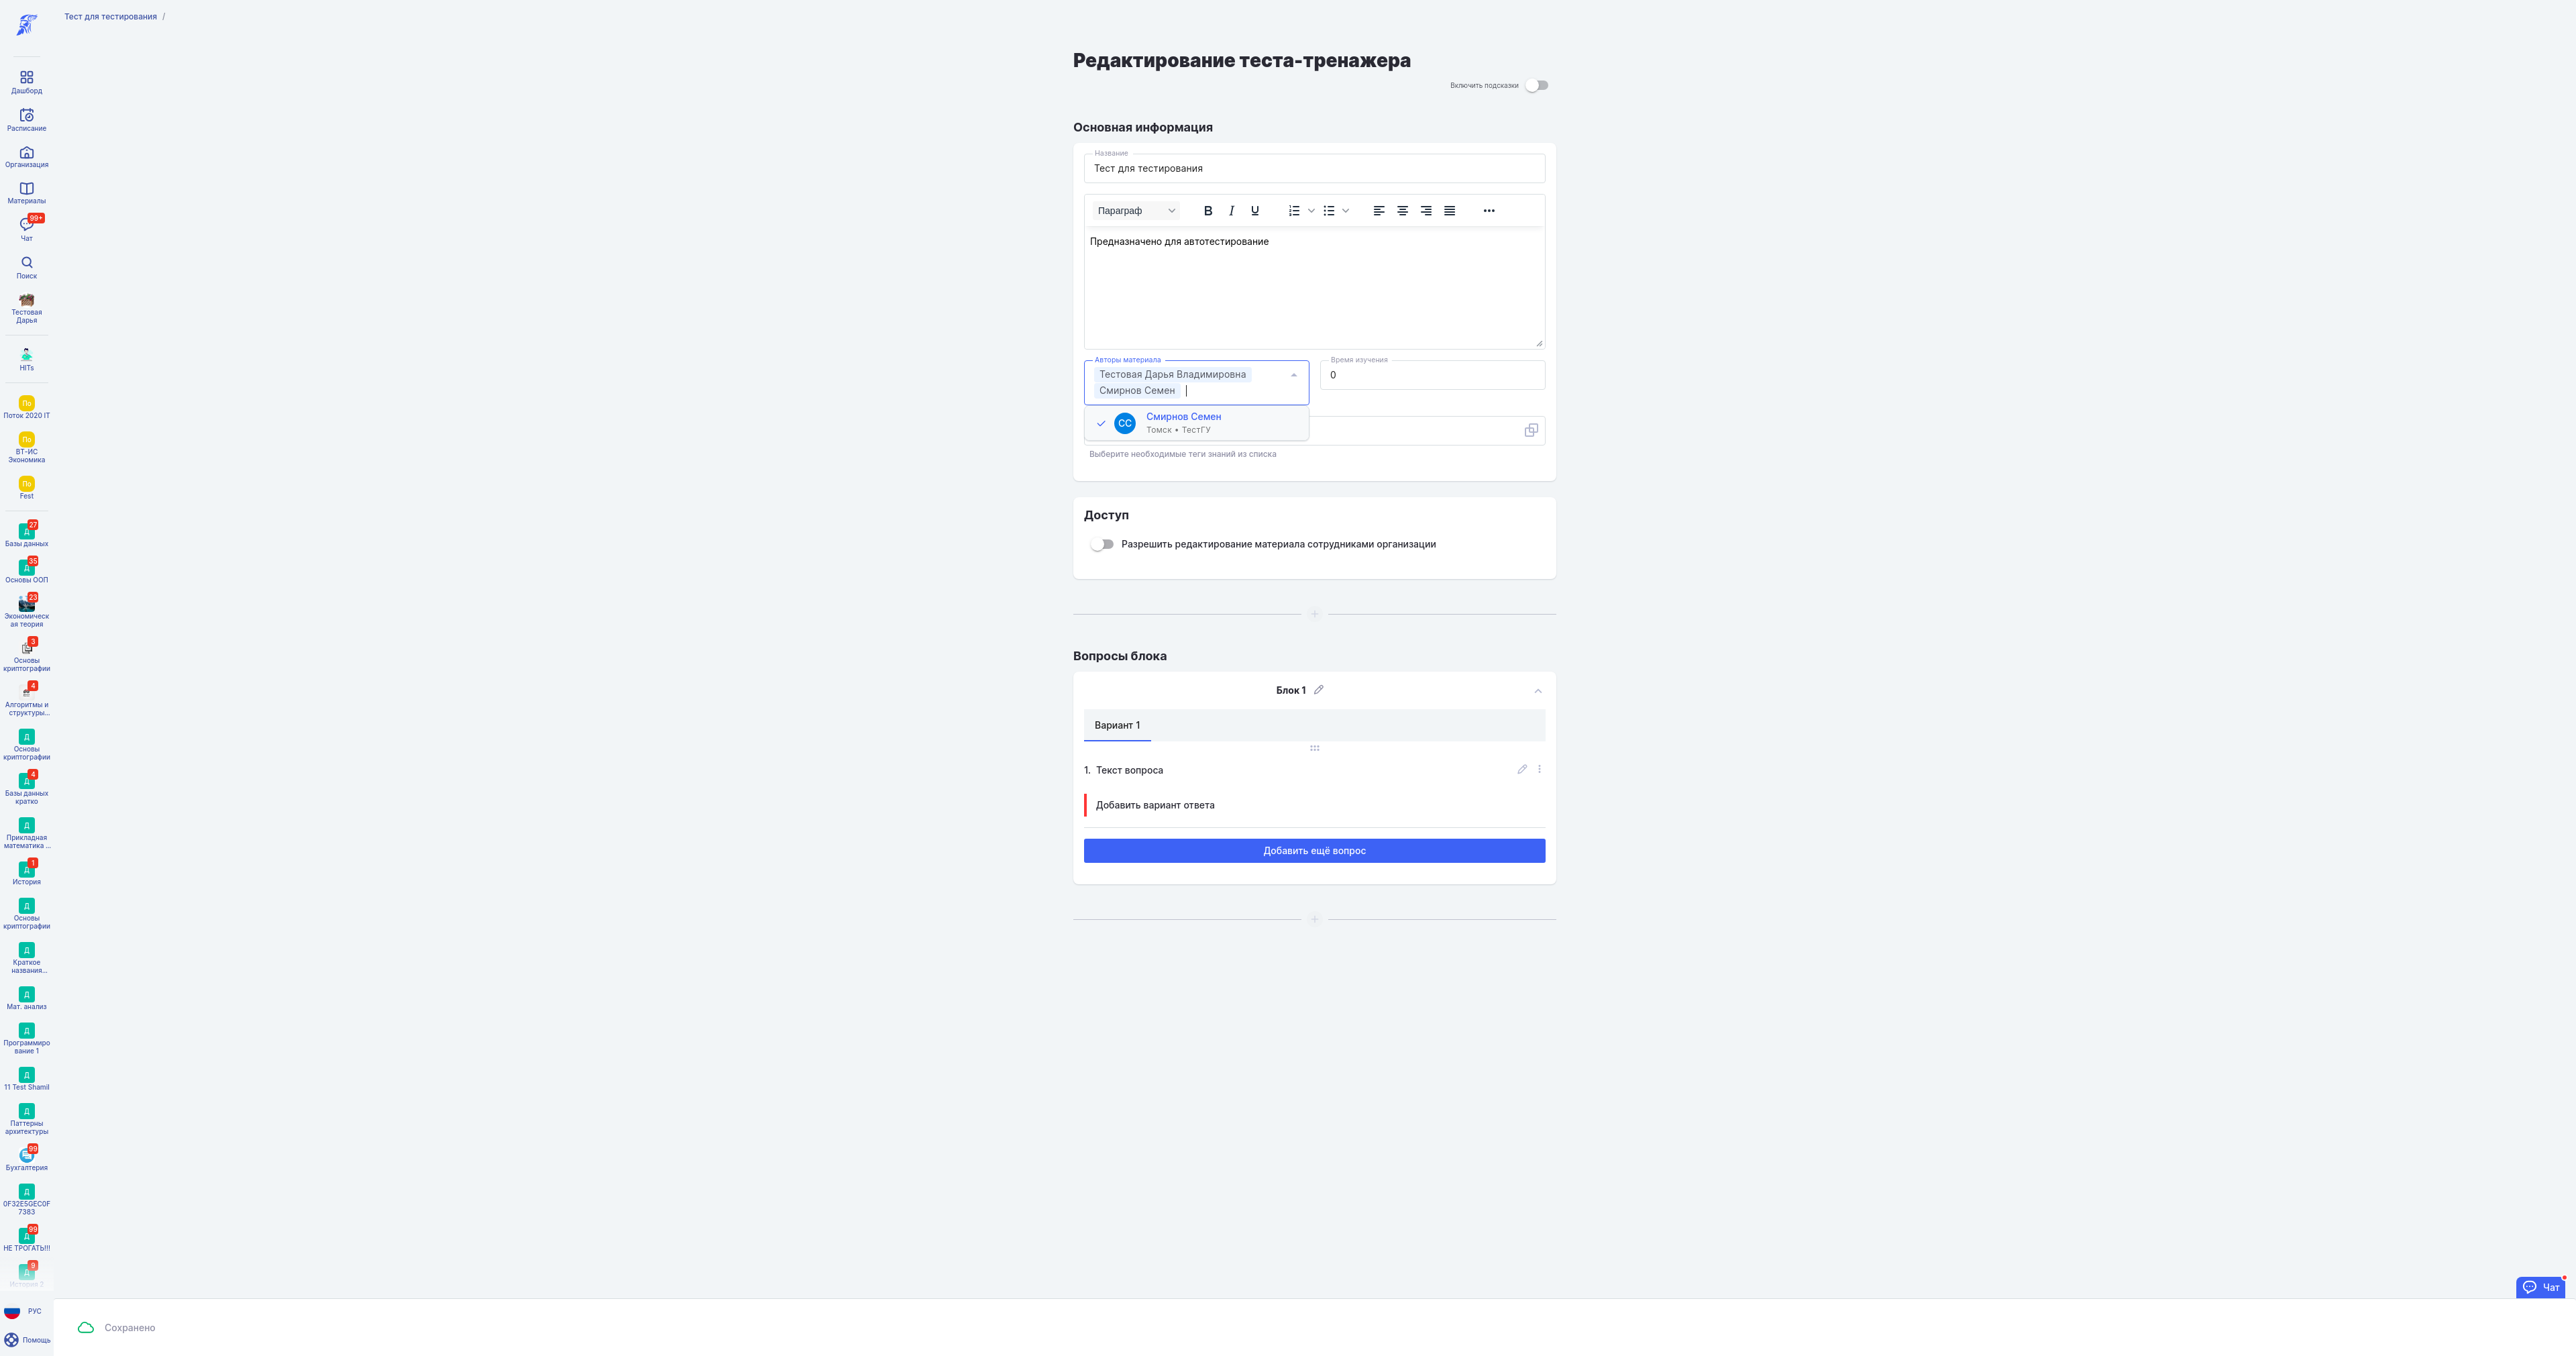 Тест для тестирования /
Дашборд
Расписание
Организация
Материалы
99+
Чат
Поиск
Тестовая
Дарья
HITs
По
Поток 2020 IT
По
ВТ-ИС
Экономика
По
Fest
27
Д
Базы данных
35
Д
Основы ООП
23
Экономическ
ая теория
3
Основы
криптографии
4
Алгоритмы и
структуры...
Д
Основы
криптографии
4
Д
Базы данных
кратко
Д
Прикладная
математика ...
1
Д
История
Д
Основы
криптографии
Д
Краткое
названия...
Д
Мат. анализ
Д
Программиро
вание 1
Д
11 Test Shamil
Д
Паттерны
архитектуры
99
Бухгалтерия
Д
0F32E5GEC0F
7383
99
Д
НЕ ТРОГАТЬ!!!
9
Д
История 2
РУС
Помощь
Редактирование теста-тренажера
Включить подсказки
Основная информация
Название
Тест для тестирования
Параграф
B I U
Предназначено для автотестирование
Авторы материала
Тестовая Дарья Владимировна
Смирнов Семен
Время изучения
0
СС
Смирнов Семен
Томск • ТестГУ
Выберите необходимые теги знаний из списка
Доступ
Разрешить редактирование материала сотрудниками организации
Вопросы блока
Блок 1
Вариант 1
1. Текст вопроса
Добавить вариант ответа
Добавить ещё вопрос
Чат
Сохранено